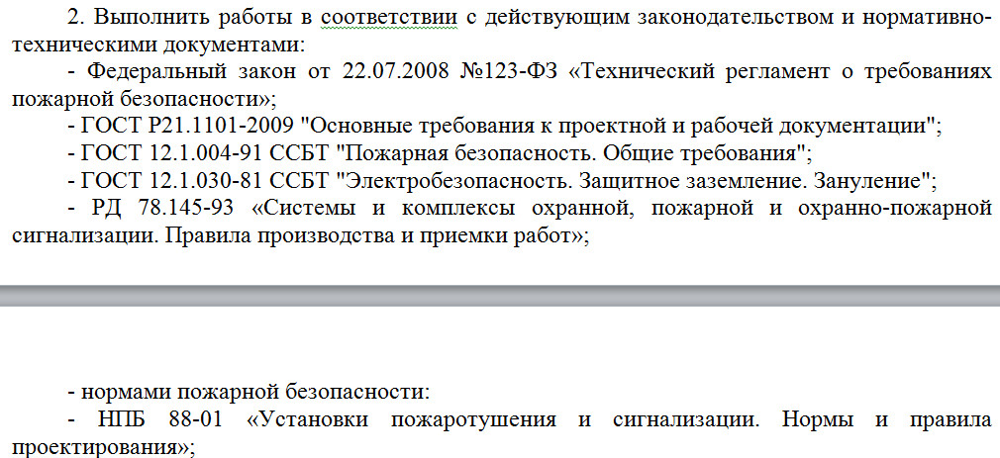 2. Выполнить работы в соответствии с действующим законодательством и нормативно-
техническими документами:
- Федеральный закон от 22.07.2008 №123-ФЗ «Технический регламент о требованиях
пожарной безопасности»;
- ГОСТ Р21.1101-2009 "Основные требования к проектной и рабочей документации";
- ГОСТ 12.1.004-91 ССБТ "Пожарная безопасность. Общие требования";
- ГОСТ 12.1.030-81 ССБТ "Электробезопасность. Защитное заземление. Зануление";
- РД 78.145-93 «Системы и комплексы охранной, пожарной и охранно-пожарной
сигнализации. Правила производства и приемки работ»;
- нормами пожарной безопасности:
- НПБ 88-01 «Установки пожаротушения и сигнализации. Нормы и правила
проектирования»;